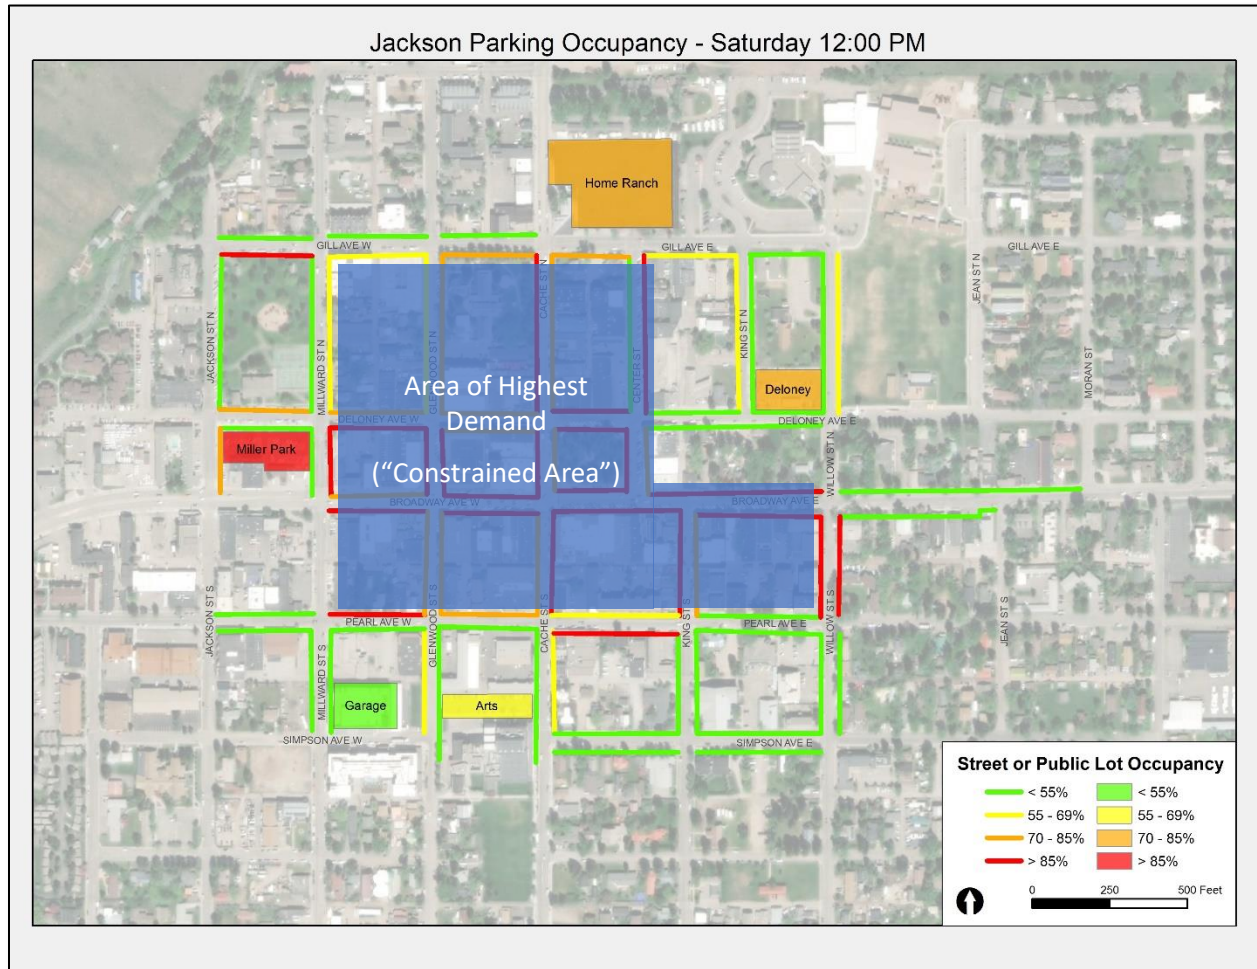 Jackson Parking Occupancy - Saturday 12:00 PM
Home Ranch
GILL AVE W
GILL AVE E
GILL AVE E
JACKSON ST N
MILLWARD ST N
GLENWOOD ST N
CACHE ST N
CENTER ST
KING ST N
JEAN ST N
MORAN ST
Area of Highest
Demand
("Constrained Area")
Deloney
DELONEY AVE W
DELONEY AVE E
Miller Park
WILLOW ST N
BROADWAY AVE W
BROADWAY AVE E
JACKSON ST S
MILLWARD ST S
GLENWOOD ST S
CACHE ST S
KING ST S
WILLOW ST S
JEAN ST S
PEARL AVE W
PEARL AVE E
Garage
Arts
SIMPSON AVE W
SIMPSON AVE E
Street or Public Lot Occupancy
< 55% < 55%
55 - 69% 55 - 69%
70 - 85% 70 - 85%
> 85% > 85%
0 250 500 Feet